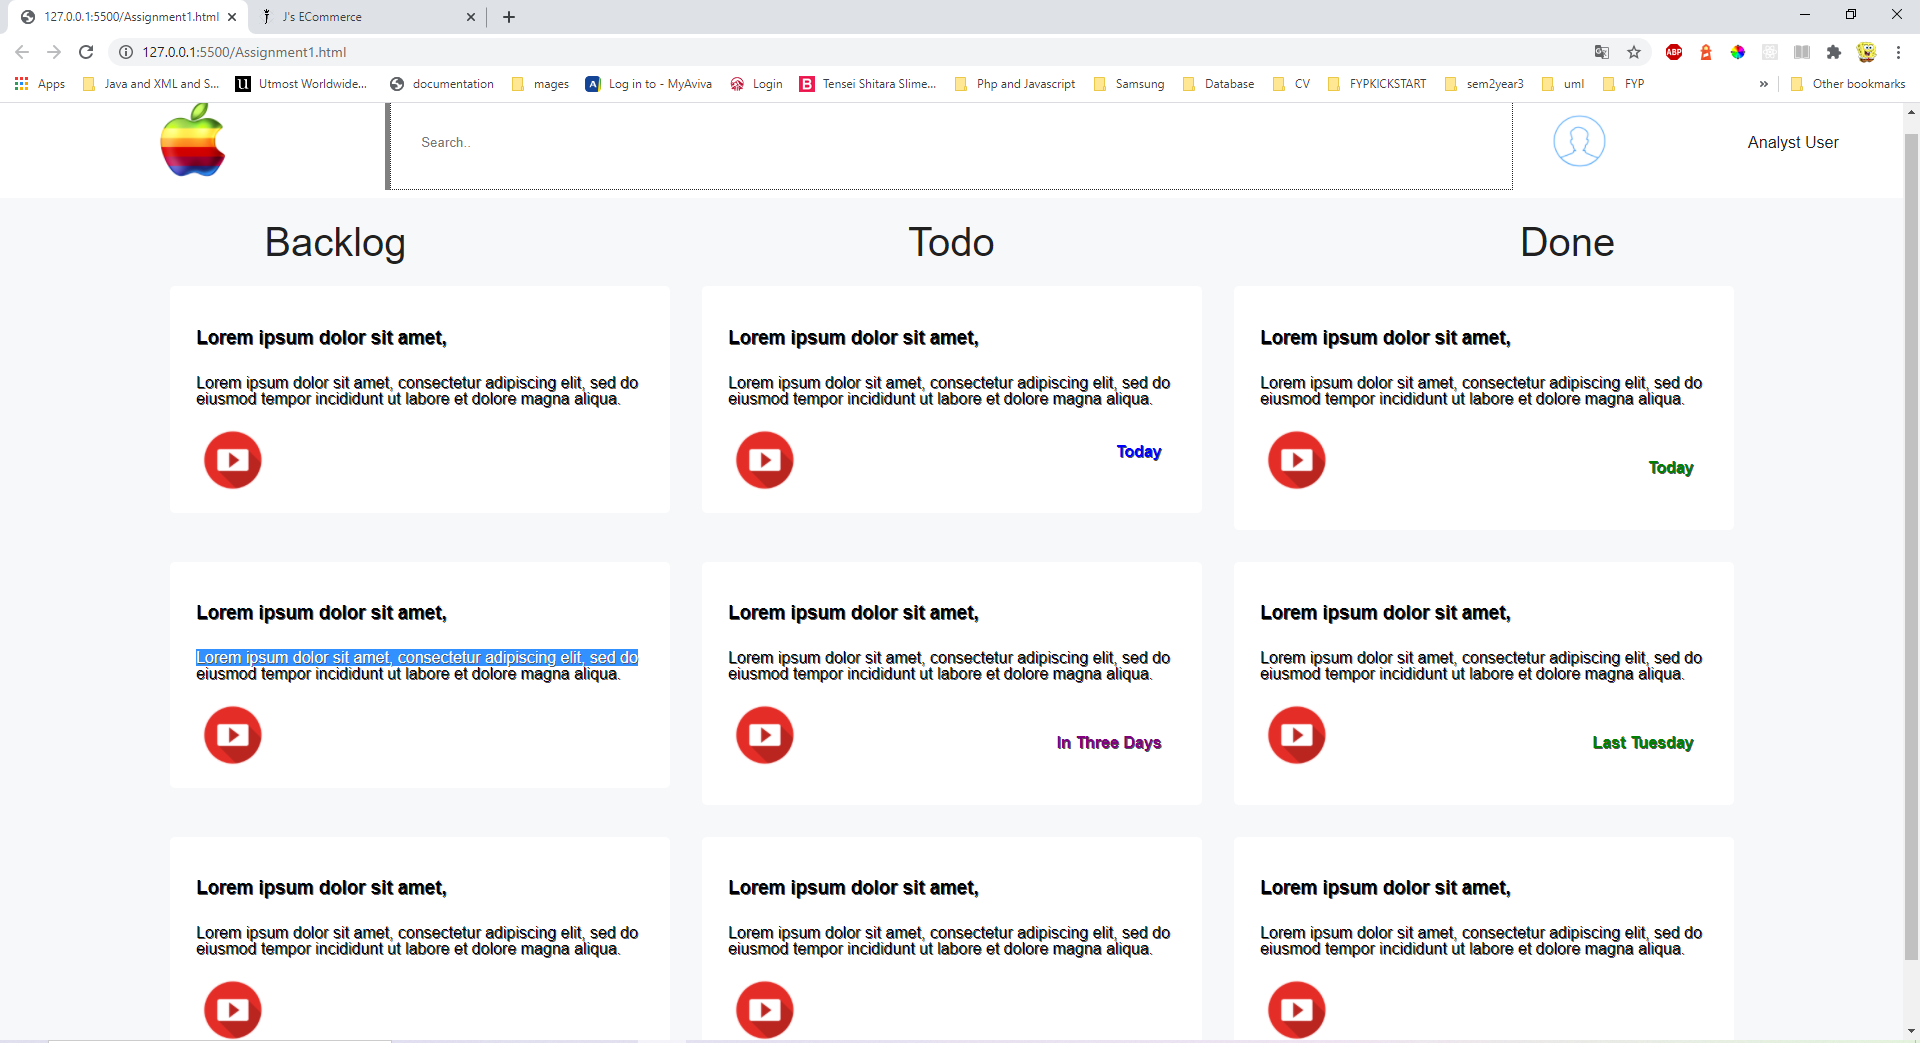 127.0.0.1:5500/Assignment1.html
J's ECommerce
127.0.0.1:5500/Assignment1.html
ABP
Apps
Java and XML and S...
Utmost Worldwide...
documentation
mages
Log in to - MyAviva
Login
Tensei Shitara Slime...
Php and Javascript
Samsung
Database
CV
FYPKICKSTART
sem2year3
uml
FYP
Other bookmarks
Search..
Analyst User
Backlog
Todo
Done
Lorem ipsum dolor sit amet,
Lorem ipsum dolor sit amet, consectetur adipiscing elit, sed do
eiusmod tempor incididunt ut labore et dolore magna aliqua.
Lorem ipsum dolor sit amet,
Lorem ipsum dolor sit amet, consectetur adipiscing elit, sed do
eiusmod tempor incididunt ut labore et dolore magna aliqua.
Today
Lorem ipsum dolor sit amet,
Lorem ipsum dolor sit amet, consectetur adipiscing elit, sed do
eiusmod tempor incididunt ut labore et dolore magna aliqua.
Today
Lorem ipsum dolor sit amet,
Lorem ipsum dolor sit amet, consectetur adipiscing elit, sed do
eiusmod tempor incididunt ut labore et dolore magna aliqua.
Lorem ipsum dolor sit amet,
Lorem ipsum dolor sit amet, consectetur adipiscing elit, sed do
eiusmod tempor incididunt ut labore et dolore magna aliqua.
In Three Days
Lorem ipsum dolor sit amet,
Lorem ipsum dolor sit amet, consectetur adipiscing elit, sed do
eiusmod tempor incididunt ut labore et dolore magna aliqua.
Last Tuesday
Lorem ipsum dolor sit amet,
Lorem ipsum dolor sit amet, consectetur adipiscing elit, sed do
eiusmod tempor incididunt ut labore et dolore magna aliqua.
Lorem ipsum dolor sit amet,
Lorem ipsum dolor sit amet, consectetur adipiscing elit, sed do
eiusmod tempor incididunt ut labore et dolore magna aliqua.
Lorem ipsum dolor sit amet,
Lorem ipsum dolor sit amet, consectetur adipiscing elit, sed do
eiusmod tempor incididunt ut labore et dolore magna aliqua.